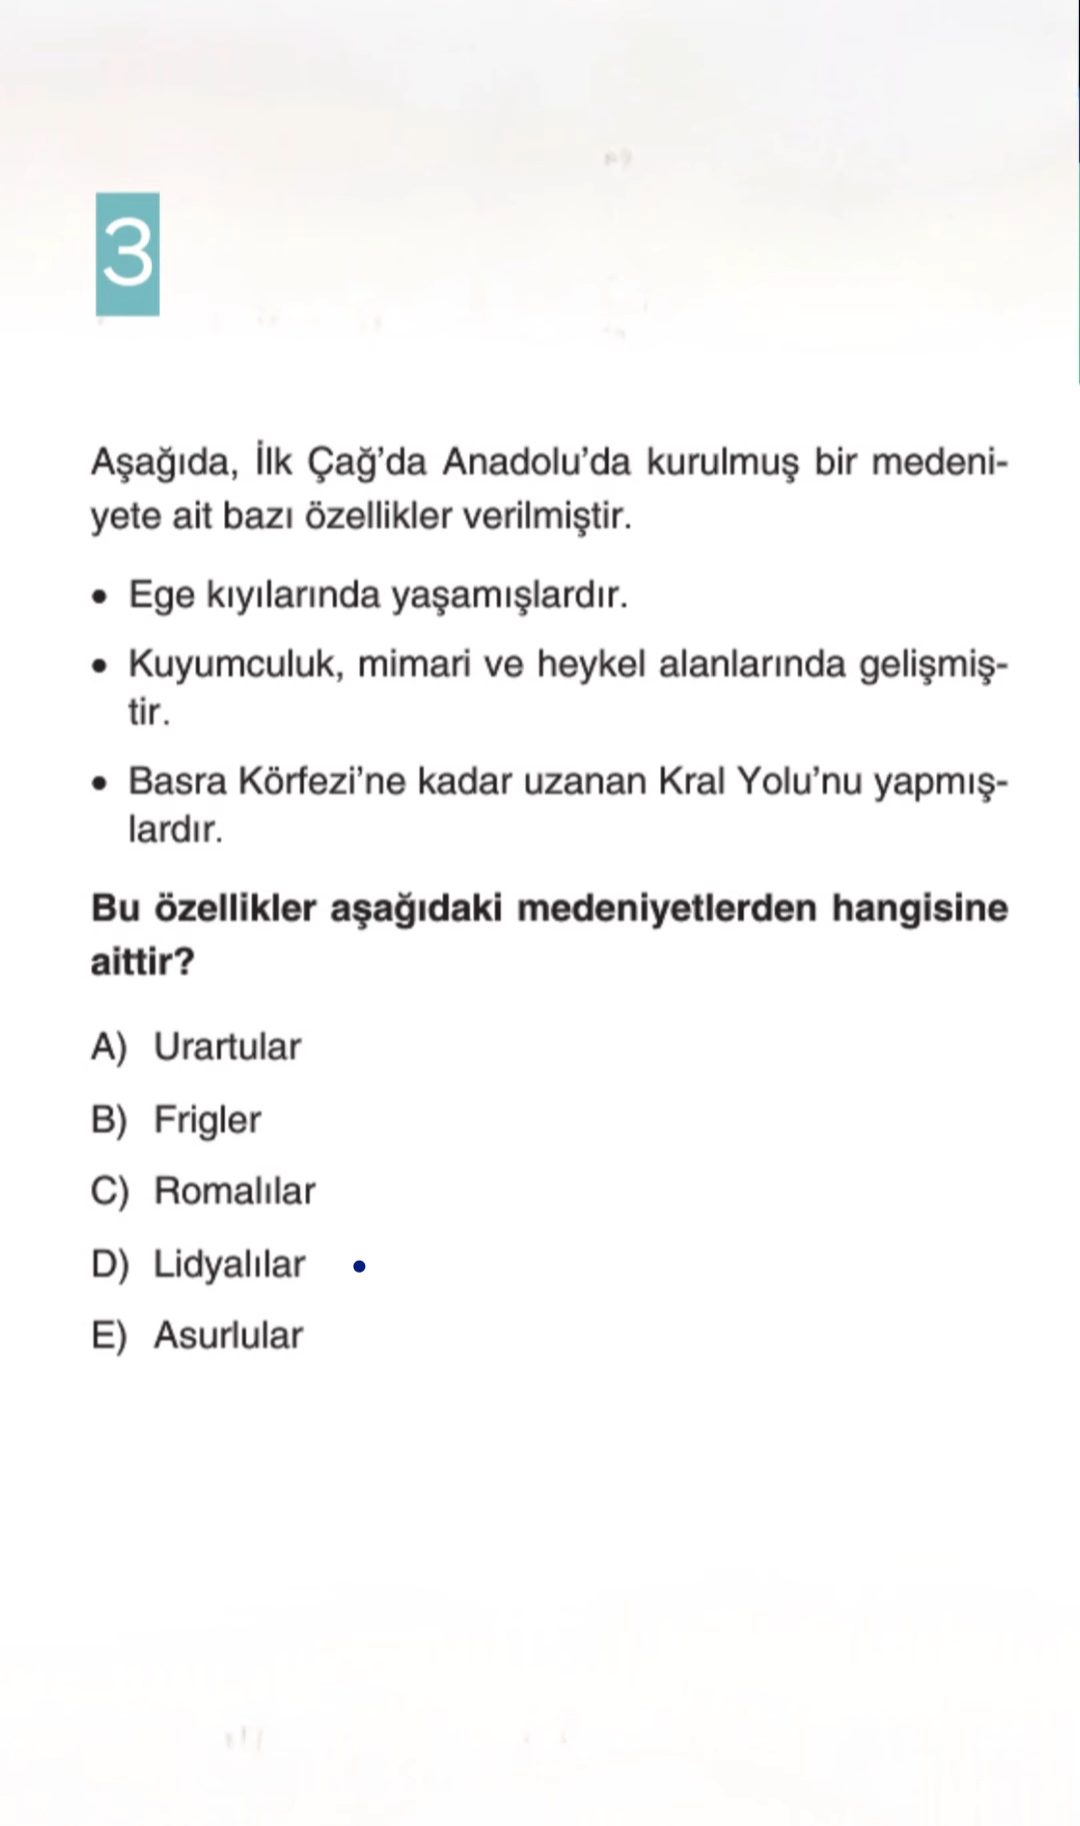 3
Aşağıda, İlk Çağ'da Anadolu'da kurulmuş bir medeni-
yete ait bazı özellikler verilmiştir.
• Ege kıyılarında yaşamışlardır.
• Kuyumculuk, mimari ve heykel alanlarında gelişmiş-
tir.
• Basra Körfezi'ne kadar uzanan Kral Yolu'nu yapmış-
lardır.
Bu özellikler aşağıdaki medeniyetlerden hangisine
aittir?
A) Urartular
B) Frigler
C) Romalılar
D) Lidyalılar
E) Asurlular